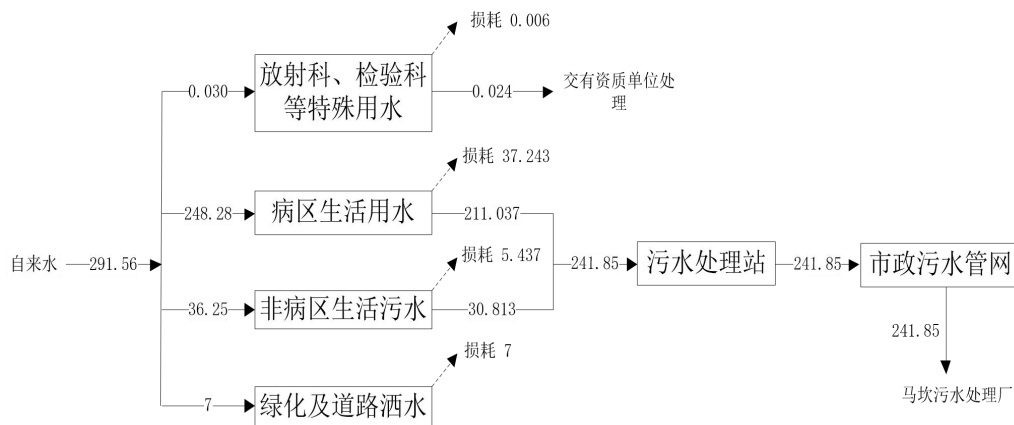 损耗 0.006
放射科、检验科
等特殊用水
0.030
0.024
交有资质单位处
理
损耗 37.243
248.28
病区生活用水
211.037
自来水
291.56
损耗 5.437
241.85
污水处理站
241.85
市政污水管网
36.25
非病区生活污水
30.813
241.85
损耗 7
7
绿化及道路洒水
马坎污水处理厂